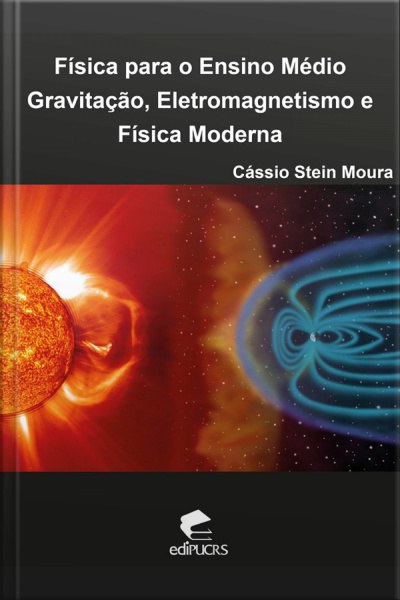 Física para o Ensino Médio
Gravitação, Eletromagnetismo e
Física Moderna
Cássio Stein Moura
ediPUCRS